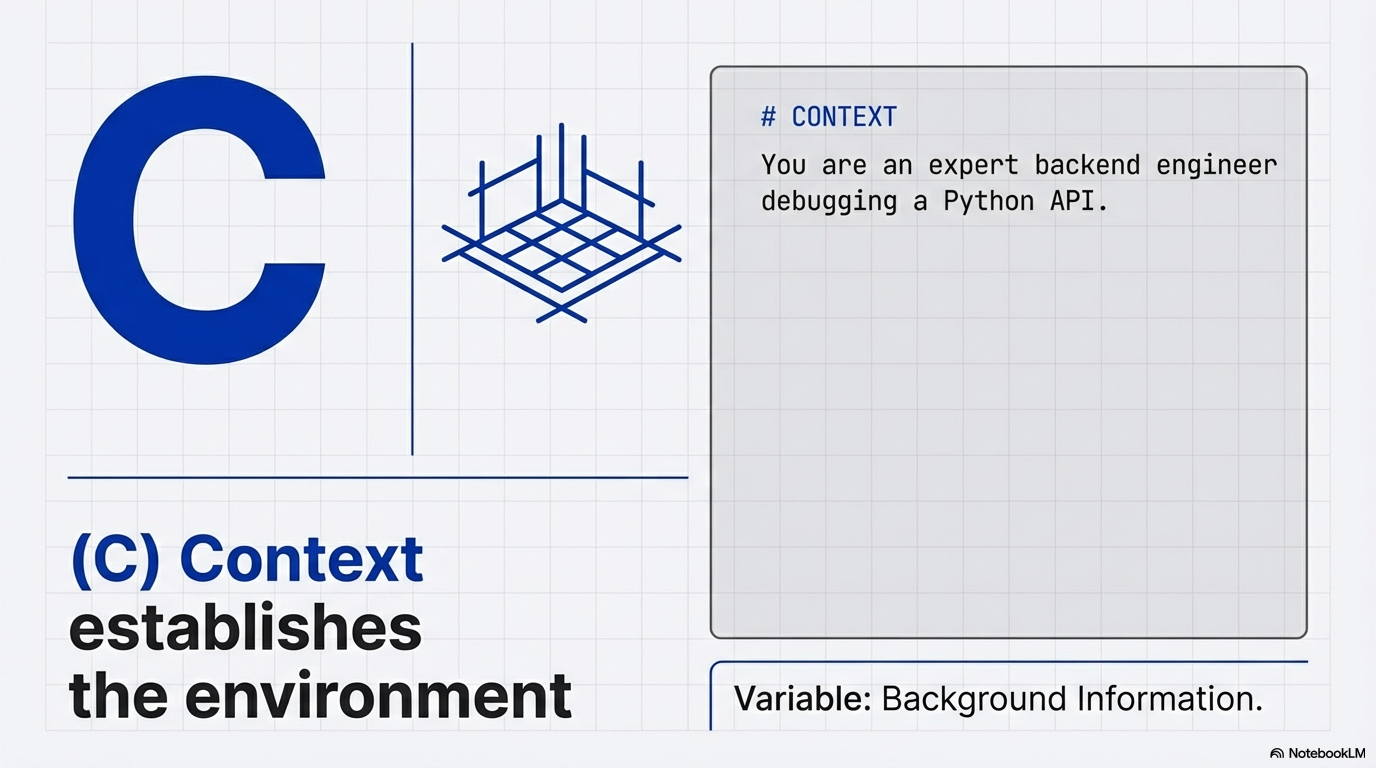 C
(C) Context
establishes
the environment
# CONTEXT
You are an expert backend engineer
debugging a Python API.
Variable: Background Information.
NotebookLM